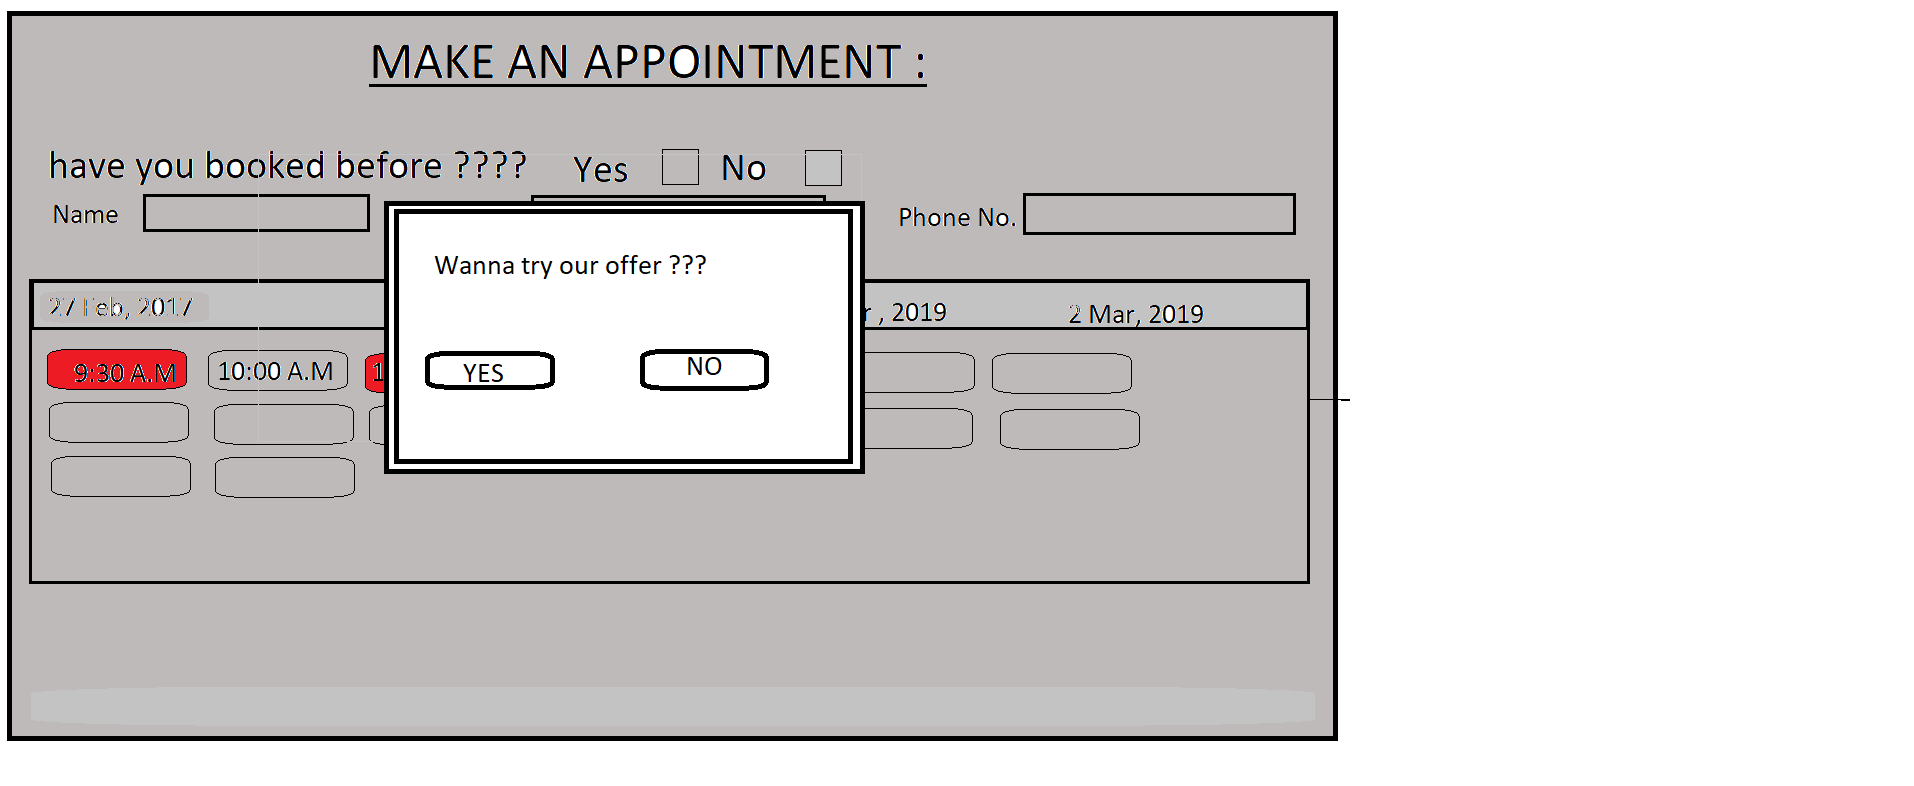 MAKE AN APPOINTMENT :
have you booked before ???? Yes No
Name Phone No.
Wanna try our offer ???
27 Feb, 2017 , 2019 2 Mar, 2019
9:30 A.M 10:00 A.M
YES NO